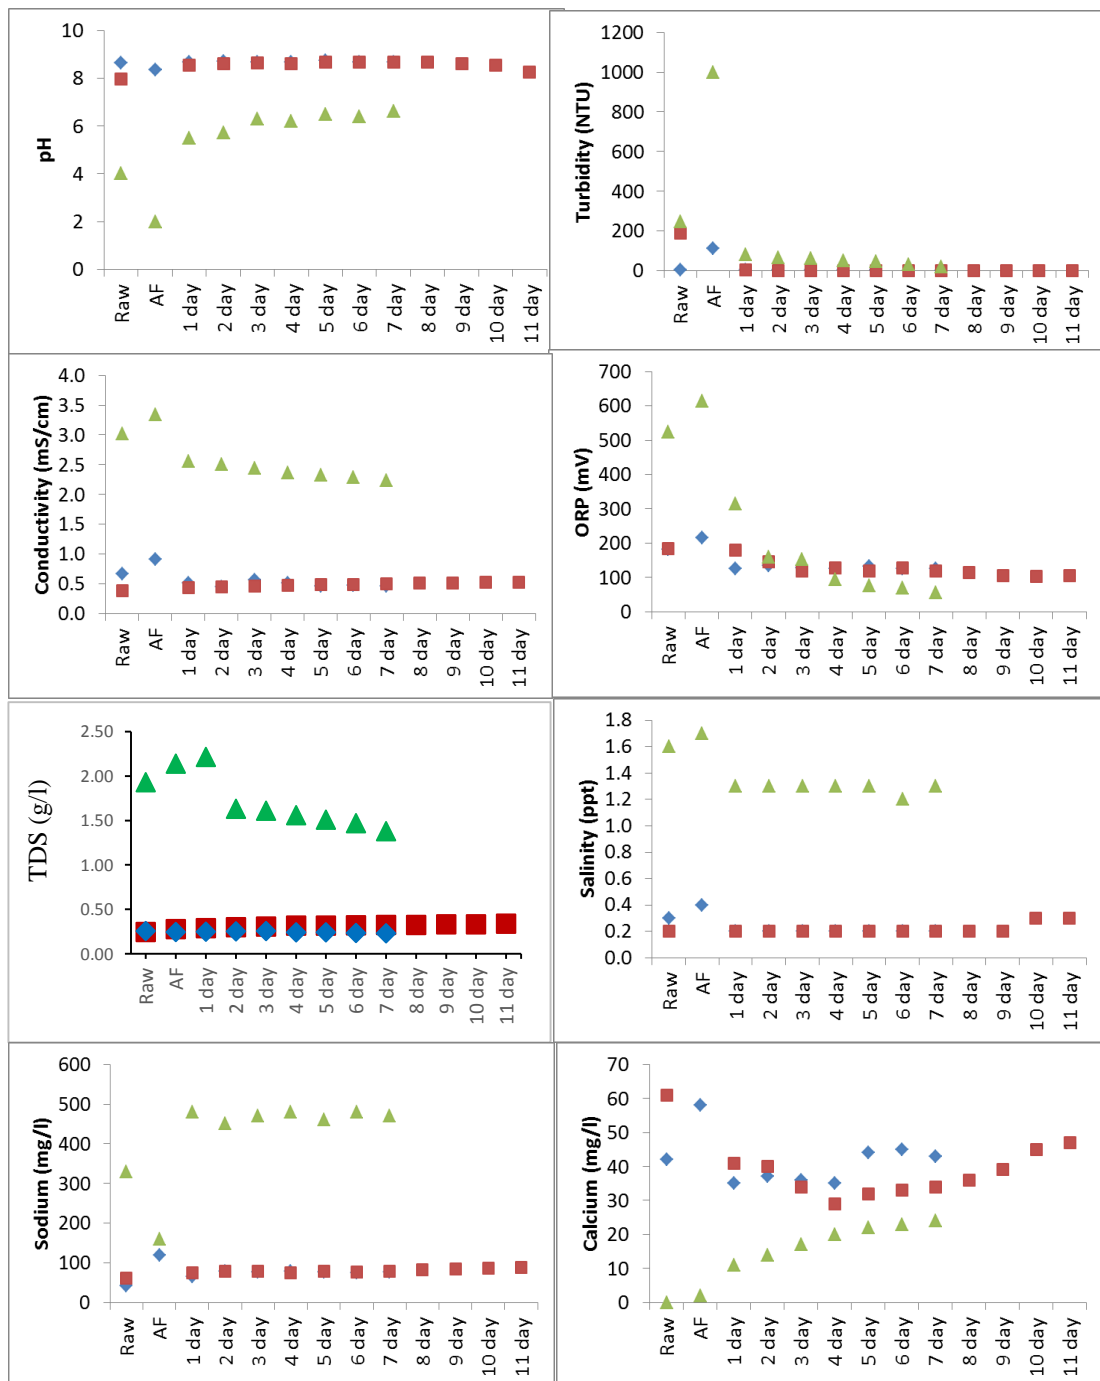 pH
10
8
6
4
2
0
Raw
AF
1 day
2 day
3 day
4 day
5 day
6 day
7 day
8 day
9 day
10 day
11 day
Turbidity (NTU)
1200
1000
800
600
400
200
0
Raw
AF
1 day
2 day
3 day
4 day
5 day
6 day
7 day
8 day
9 day
10 day
11 day
Conductivity (mS/cm)
4.0
3.5
3.0
2.5
2.0
1.5
1.0
0.5
0.0
Raw
AF
1 day
2 day
3 day
4 day
5 day
6 day
7 day
8 day
9 day
10 day
11 day
ORP (mV)
700
600
500
400
300
200
100
0
Raw
AF
1 day
2 day
3 day
4 day
5 day
6 day
7 day
8 day
9 day
10 day
11 day
TDS (g/l)
2.50
2.00
1.50
1.00
0.50
0.00
Raw
AF
1 day
2 day
3 day
4 day
5 day
6 day
7 day
8 day
9 day
10 day
11 day
Salinity (ppt)
1.8
1.6
1.4
1.2
1.0
0.8
0.6
0.4
0.2
0.0
Raw
AF
1 day
2 day
3 day
4 day
5 day
6 day
7 day
8 day
9 day
10 day
11 day
Sodium (mg/l)
600
500
400
300
200
100
0
Raw
AF
1 day
2 day
3 day
4 day
5 day
6 day
7 day
8 day
9 day
10 day
11 day
Calcium (mg/l)
70
60
50
40
30
20
10
0
Raw
AF
1 day
2 day
3 day
4 day
5 day
6 day
7 day
8 day
9 day
10 day
11 day